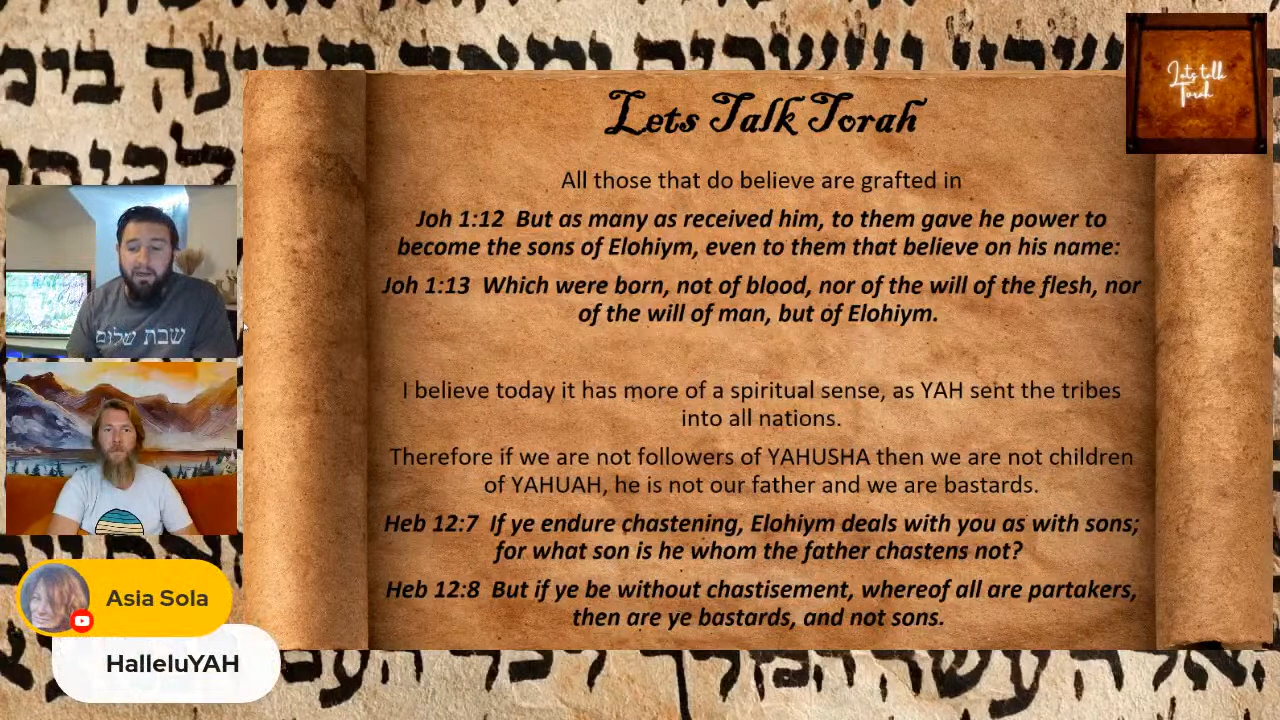 ועשרים ומאה מדינה
Lets talk
Torah
Lets Talk Torah
All those that do believe are grafted in
Joh 1:12 But as many as received him, to them gave he power to
become the sons of Elohiym, even to them that believe on his name:
Joh 1:13 Which were born, not of blood, nor of the will of the flesh, nor
of the will of man, but of Elohiym.
I believe today it has more of a spiritual sense, as YAH sent the tribes
into all nations.
Therefore if we are not followers of YAHUSHA then we are not children
of YAHUAH, he is not our father and we are bastards.
Heb 12:7 If ye endure chastening, Elohiym deals with you as with sons;
for what son is he whom the father chastens not?
Heb 12:8 But if ye be without chastisement, whereof all are partakers,
then are ye bastards, and not sons.
שבת שלום
Asia Sola
HalleluYAH
עשה המלך לכל העם